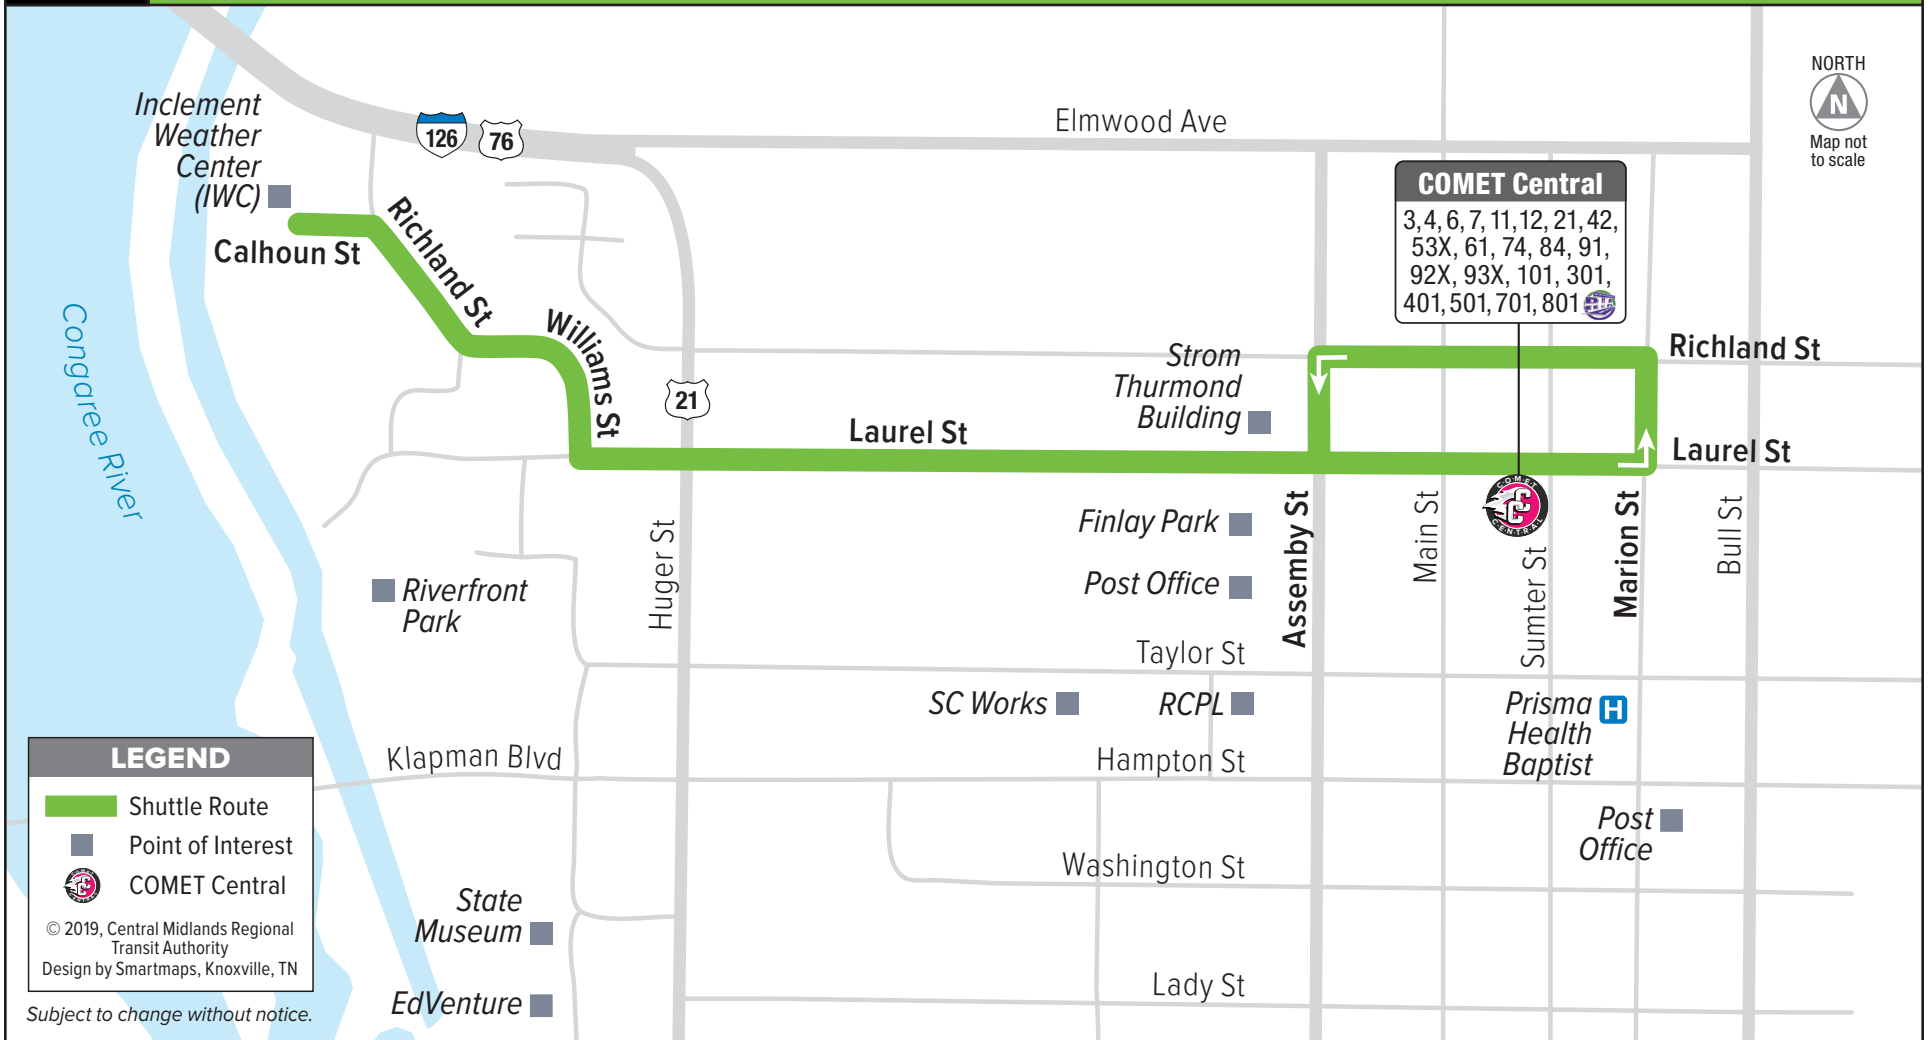 NORTH
N
Map not
to scale
Elmwood Ave
Inclement
Weather
Center
(IWC)
126
76
COMET Central
3, 4, 6, 7, 11, 12, 21, 42,
53X, 61, 74, 84, 91,
92X, 93X, 101, 301,
401, 501, 701, 801
Calhoun St
Richland St
Williams St
Congaree River
21
Strom
Thurmond
Building
Richland St
Laurel St
Laurel St
COMET
CENTRAL
Finlay Park
Post Office
Assemby St
Main St
Sumter St
Marion St
Bull St
Huger St
Riverfront
Park
Taylor St
SC Works
RCPL
Prisma
Health
Baptist
H
Klapman Blvd
Hampton St
Post
Office
Washington St
State
Museum
EdVenture
Lady St
LEGEND
Shuttle Route
Point of Interest
COMET Central
© 2019, Central Midlands Regional
Transit Authority
Design by Smartmaps, Knoxville, TN
Subject to change without notice.